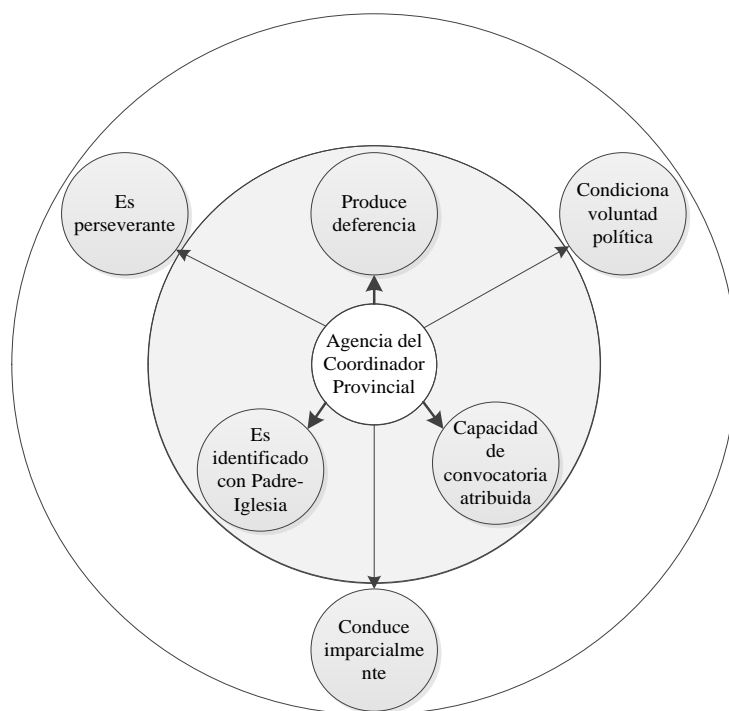 Es
perseverante
Produce
deferencia
Condiciona
voluntad
política
Agencia del
Coordinador
Provincial
Es
identificado
con Padre-
Iglesia
Capacidad
de
convocatoria
atribuida
Conduce
imparcialme
nte